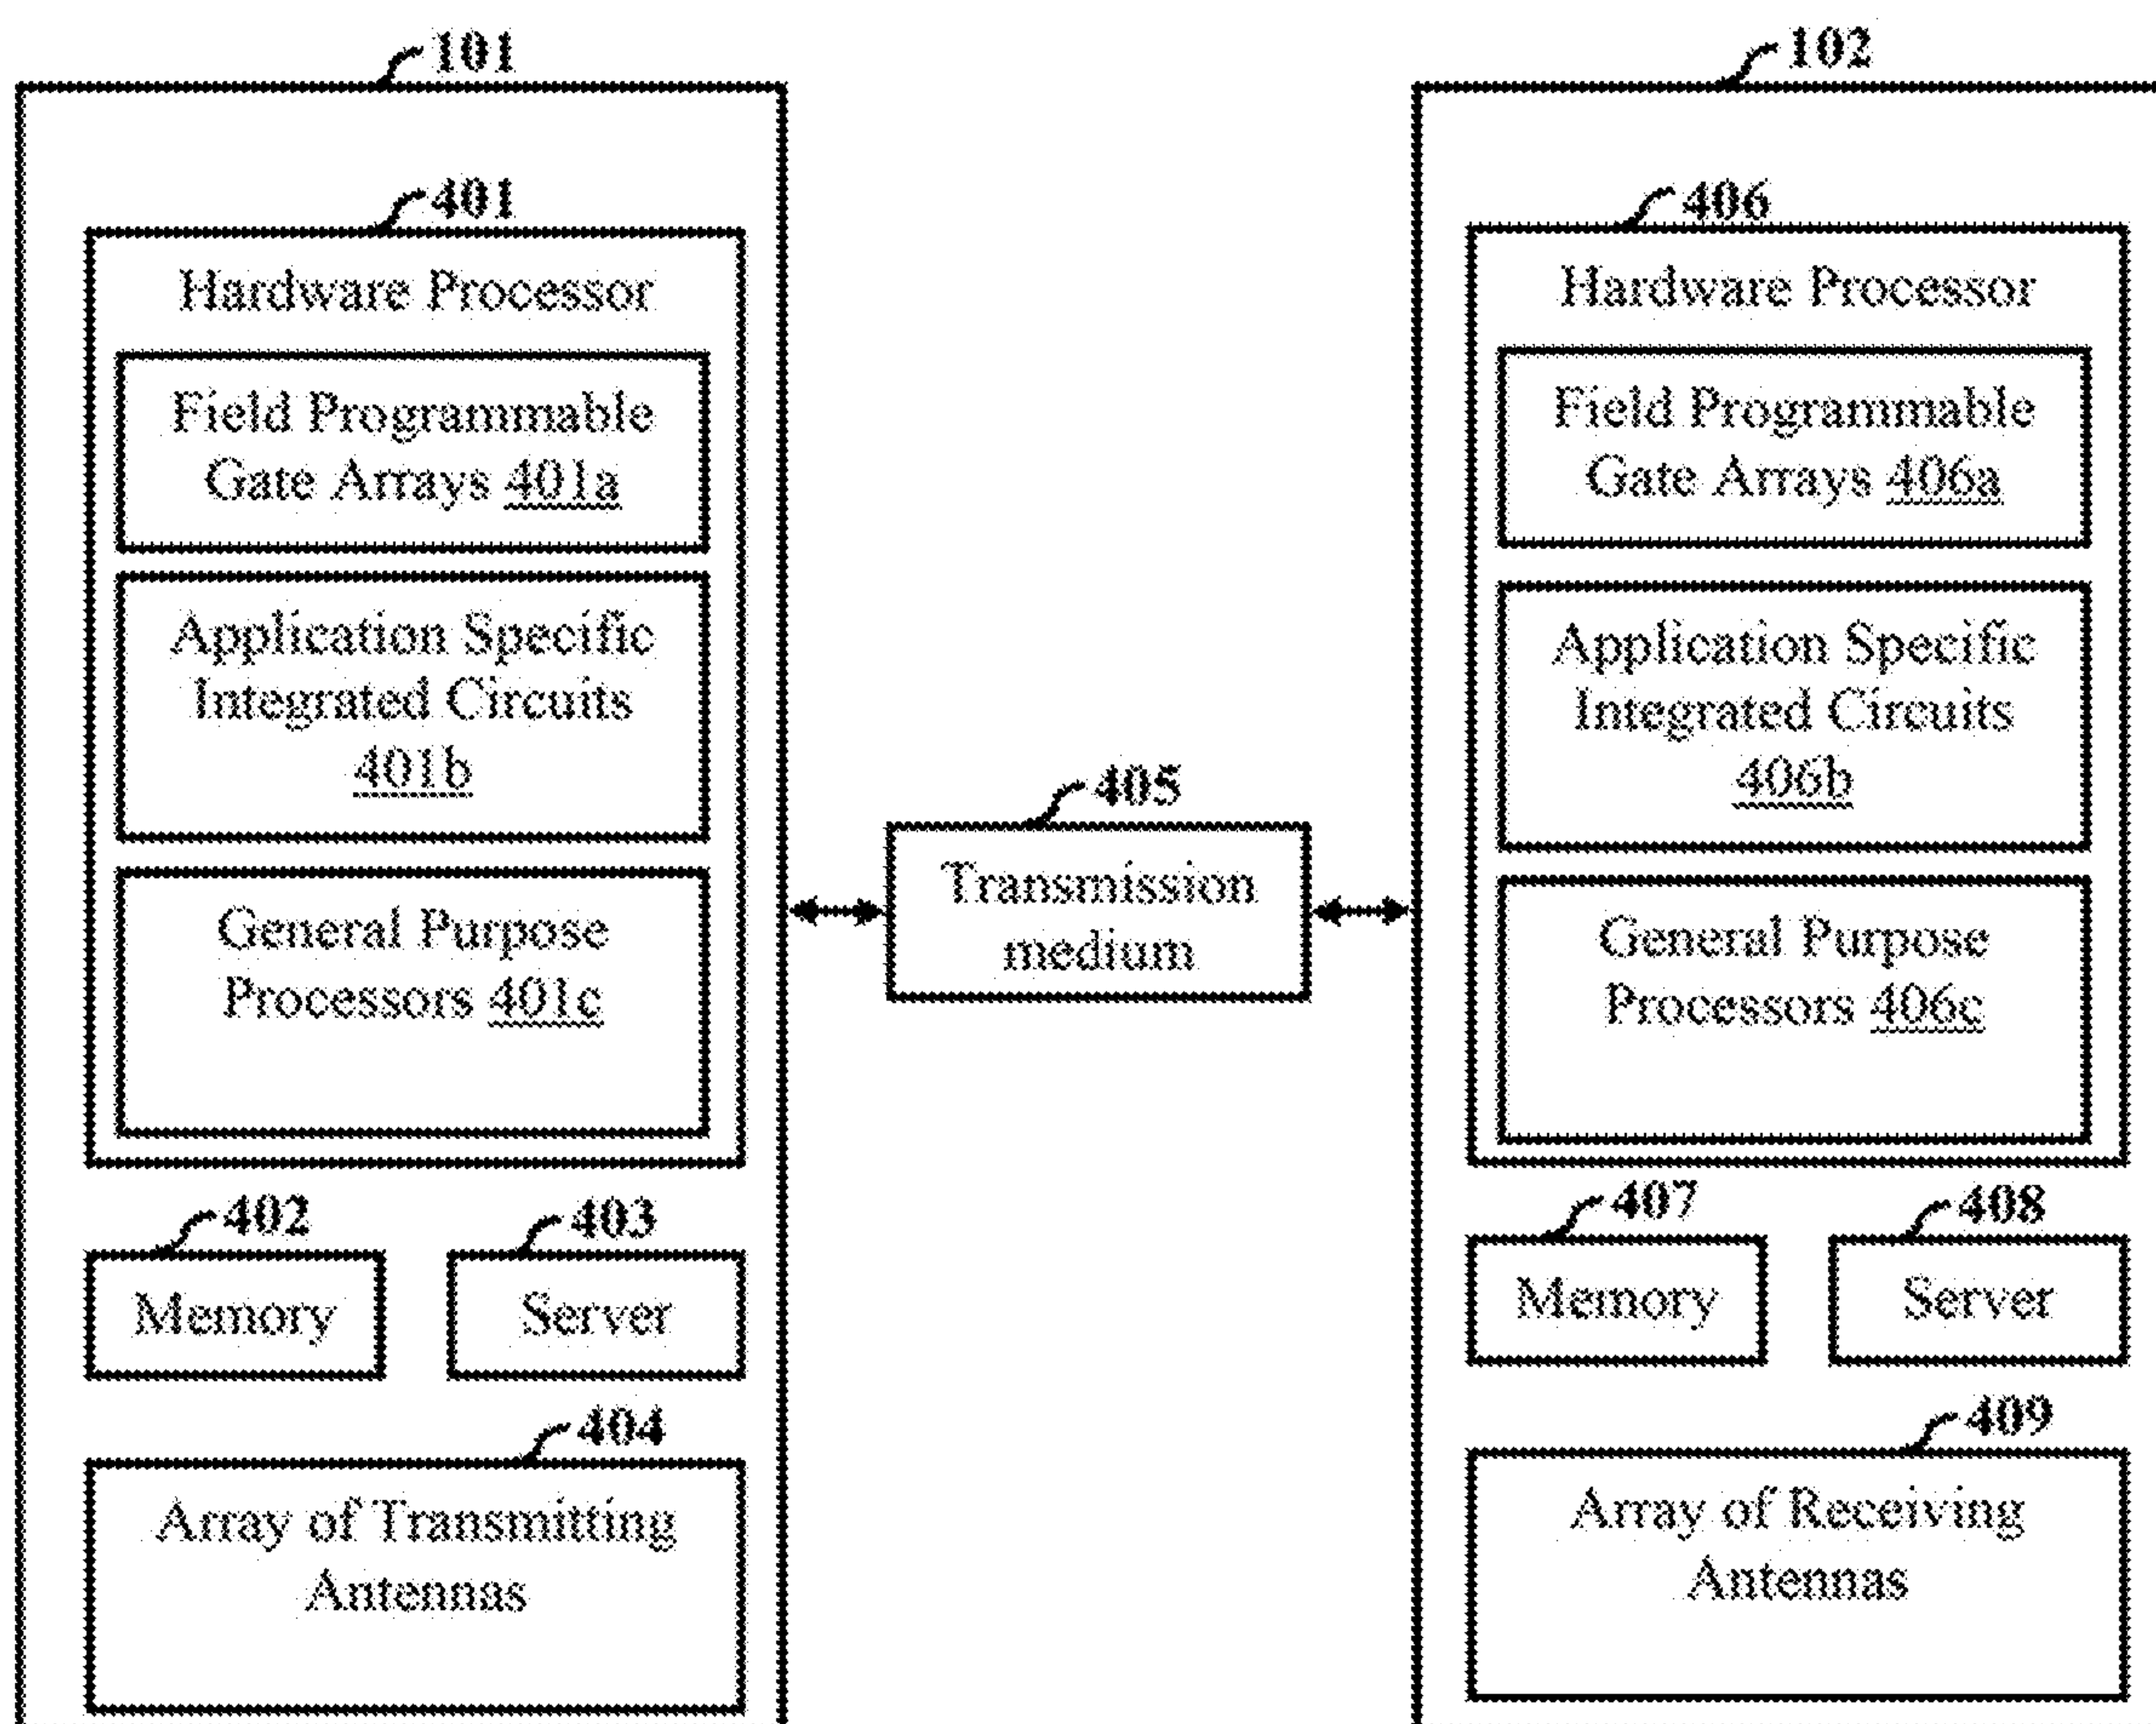 101
401
Hardware Processor
Field Programmable
Gate Arrays 401a
Application Specific
Integrated Circuits
401b
General Purpose
Processors 401c
402
Memory
403
Server
404
Array of Transmitting
Antennas
405
Transmission
medium
102
406
Hardware Processor
Field Programmable
Gate Arrays 406a
Application Specific
Integrated Circuits
406b
General Purpose
Processors 406c
407
Memory
408
Server
409
Array of Receiving
Antennas